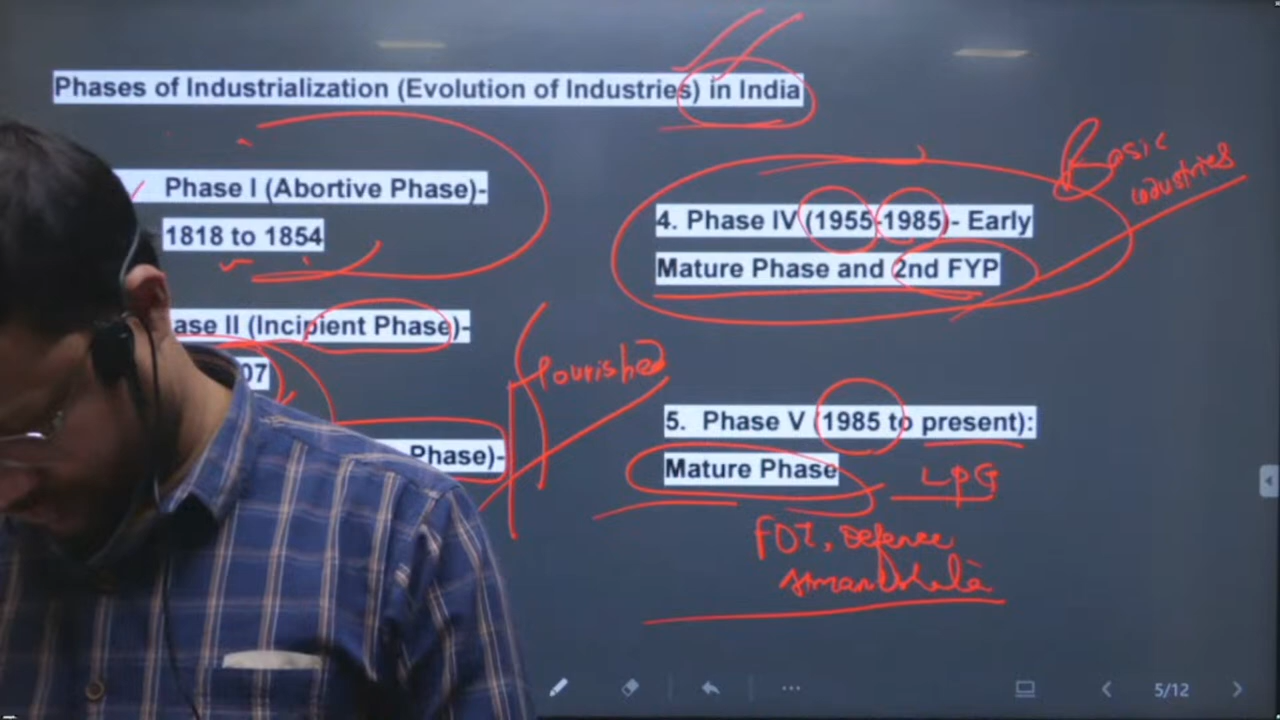 Phases of Industrialization (Evolution of Industries) in India
Phase I (Abortive Phase)-
1818 to 1854
ase II (Incipient Phase)-
07
Phase)-
flourished
4. Phase IV (1955-1985)- Early
Mature Phase and 2nd FYP
Basic
industries
5. Phase V (1985 to present):
Mature Phase
LPG
FDI, Defence
5/12